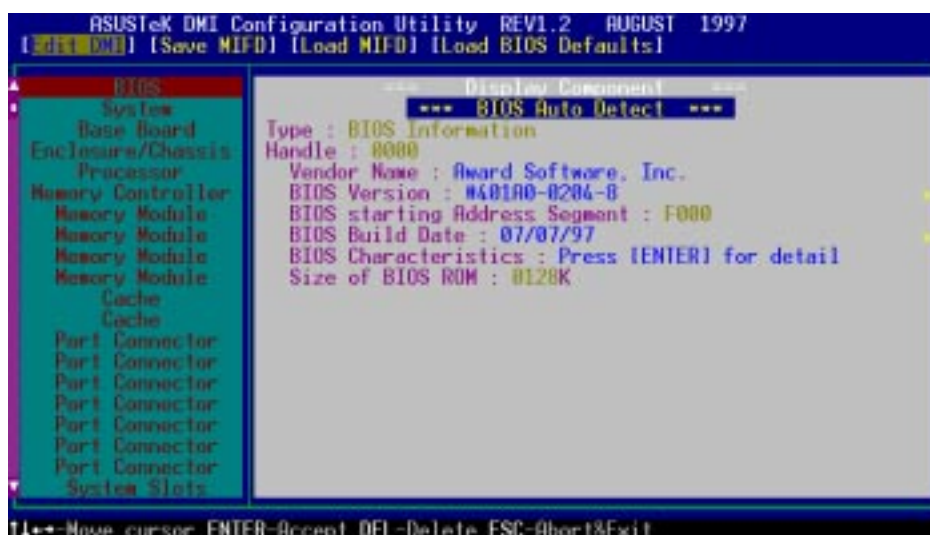 ASUSTeK DMI Configuration Utility REV1.2 AUGUST 1997
[Edit DMI] [Save MIFD] [Load MIFD] [Load BIOS Defaults]
BIOS
System
Base Board
Enclosure/Chassis
Processor
Memory Controller
Memory Module
Memory Module
Memory Module
Memory Module
Cache
Cache
Port Connector
Port Connector
Port Connector
Port Connector
Port Connector
Port Connector
Port Connector
System Slots
*** Display Component ***
*** BIOS Auto Detect ***
Type : BIOS Information
Handle : 0000
Vendor Name : Award Software, Inc.
BIOS Version : #401A0-0204-8
BIOS starting Address Segment : F000
BIOS Build Date : 07/07/97
BIOS Characteristics : Press [ENTER] for detail
Size of BIOS ROM : 0128K
↑↓←→-Move cursor ENTER-Accept DEL-Delete ESC-Abort&Exit